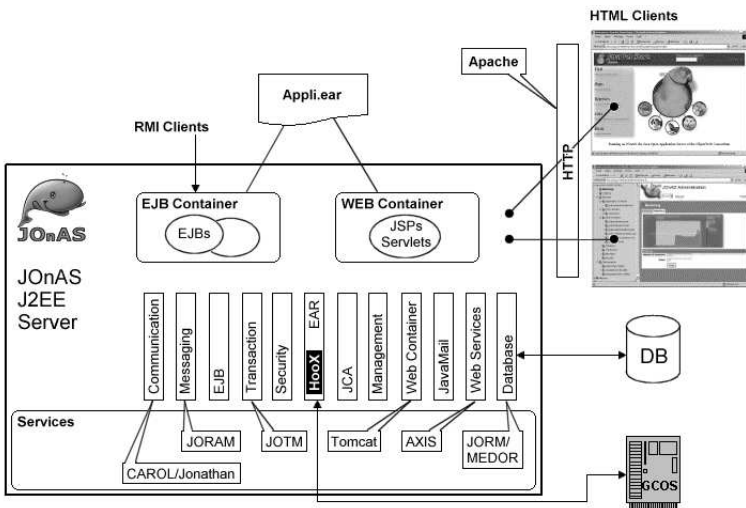 HTML Clients
Apache
Appli.ear
RMI Clients
HTTP
EJB Container
EJBs
WEB Container
JSPs
Servlets
JOnAS
JOnAS
J2EE
Server
Communication
Messaging
EJB
Transaction
Security
HooX EAR
JCA
Management
Web Container
JavaMail
Web Services
Database
DB
Services
JORAM
JOTM
Tomcat
AXIS
JORM/
MEDOR
CAROL/Jonathan
GCOS
JOnAS Administration